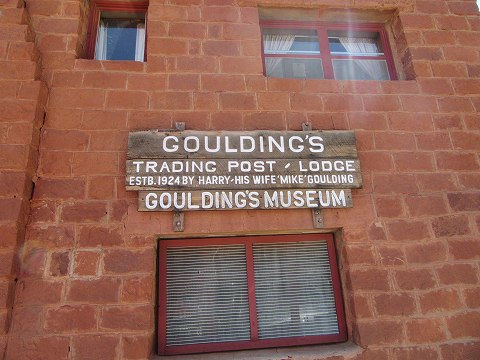 GOULDING'S
TRADING POST - LODGE
ESTB. 1924 BY HARRY-HIS WIFE 'MIKE' GOULDING
GOULDING'S MUSEUM